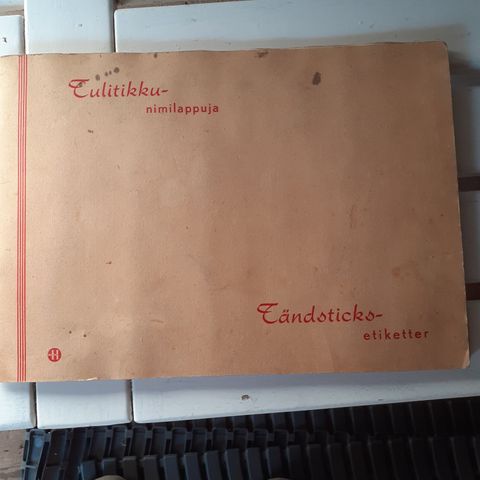 Tulitikku-
nimilappuja
Tändsticks-
etiketter
H